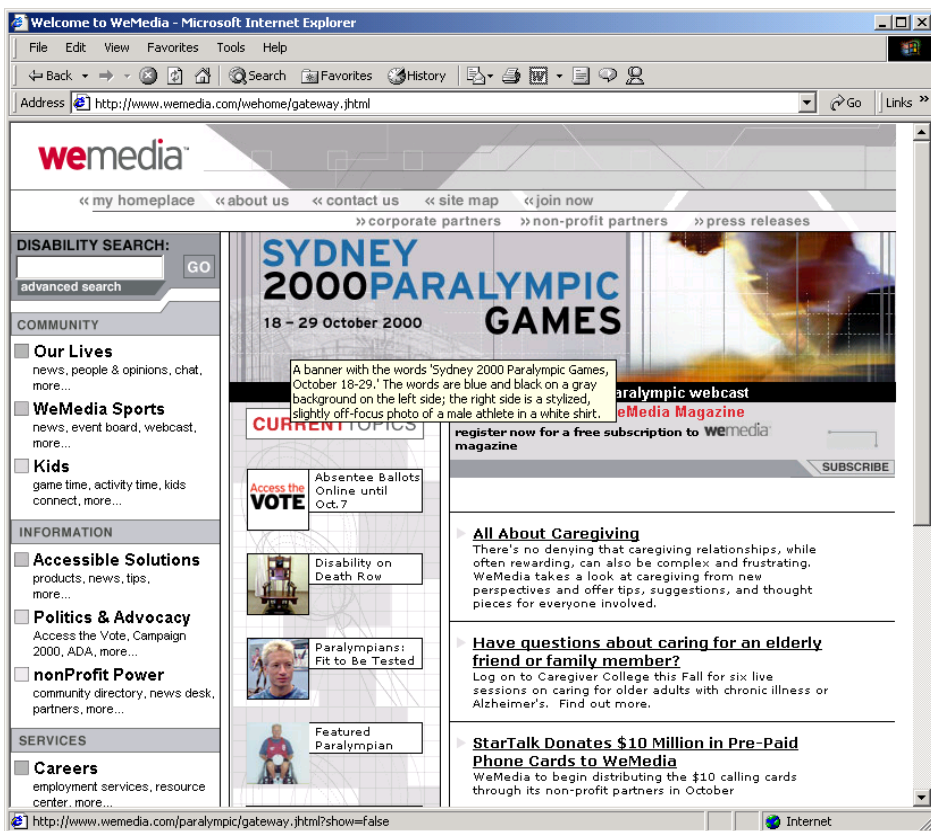 Welcome to WeMedia - Microsoft Internet Explorer
File Edit View Favorites Tools Help
Back Search Favorites History
Address http://www.wemedia.com/wehome/gateway.jhtml Go Links »
wemedia™
« my homeplace « about us « contact us « site map « join now
» corporate partners » non-profit partners » press releases
DISABILITY SEARCH:
GO
advanced search
COMMUNITY
Our Lives
news, people & opinions, chat,
more...
WeMedia Sports
news, event board, webcast,
more...
Kids
game time, activity time, kids
connect, more...
INFORMATION
Accessible Solutions
products, news, tips,
more...
Politics & Advocacy
Access the Vote, Campaign
2000, ADA, more...
nonProfit Power
community directory, news desk,
partners, more...
SERVICES
Careers
employment services, resource
center, more...
SYDNEY
2000PARALYMPIC
18 – 29 October 2000 GAMES
A banner with the words 'Sydney 2000 Paralympic Games,
October 18-29.' The words are blue and black on a gray
background on the left side; the right side is a stylized,
slightly off-focus photo of a male athlete in a white shirt.
aralympic webcast
WeMedia Magazine
register now for a free subscription to wemedia
magazine
SUBSCRIBE
CURRENTTOPICS
Access the
VOTE
Absentee Ballots
Online until
Oct.7
Disability on
Death Row
Paralympians:
Fit to Be Tested
Featured
Paralympian
All About Caregiving
There's no denying that caregiving relationships, while
often rewarding, can also be complex and frustrating.
WeMedia takes a look at caregiving from new
perspectives and offer tips, suggestions, and thought
pieces for everyone involved.
Have questions about caring for an elderly
friend or family member?
Log on to Caregiver College this Fall for six live
sessions on caring for older adults with chronic illness or
Alzheimer's. Find out more.
StarTalk Donates $10 Million in Pre-Paid
Phone Cards to WeMedia
WeMedia to begin distributing the $10 calling cards
through its non-profit partners in October
http://www.wemedia.com/paralympic/gateway.jhtml?show=false Internet